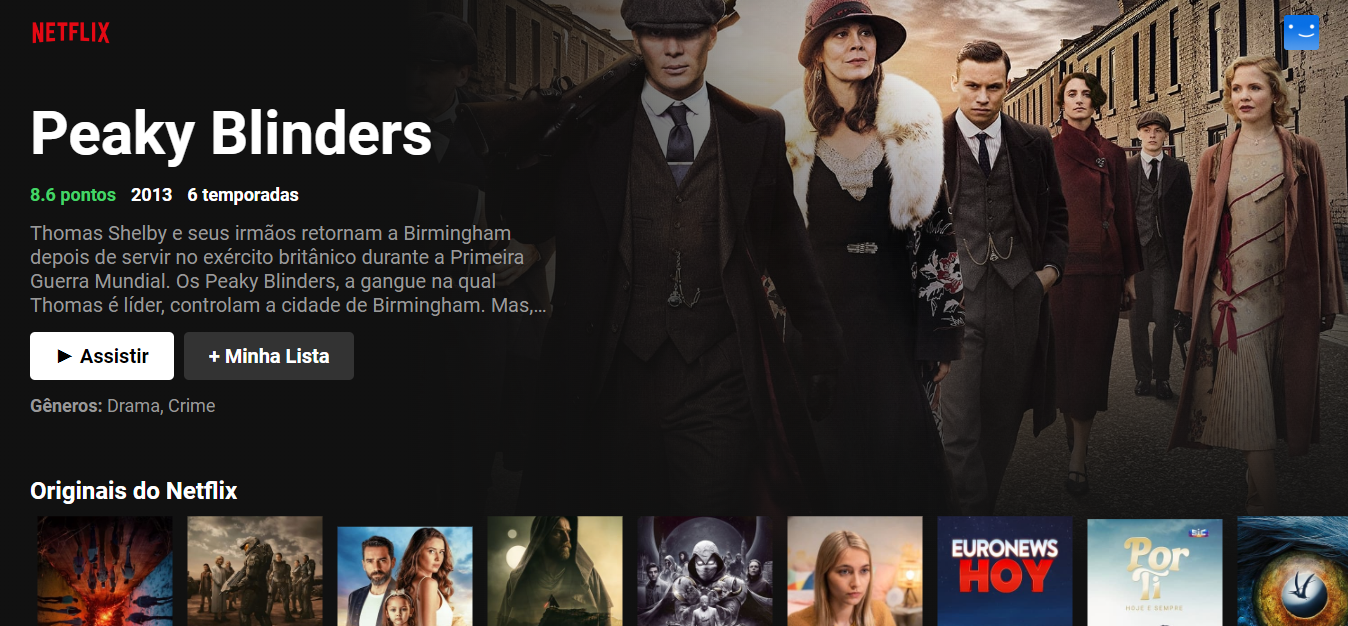 NETFLIX
Peaky Blinders
8.6 pontos 2013 6 temporadas
Thomas Shelby e seus irmãos retornam a Birmingham
depois de servir no exército britânico durante a Primeira
Guerra Mundial. Os Peaky Blinders, a gangue na qual
Thomas é líder, controlam a cidade de Birmingham. Mas,...
► Assistir
+ Minha Lista
Gêneros: Drama, Crime
Originais do Netflix
EURONEWS
HOY
SIC
Por
Ti
HOJE E SEMPRE